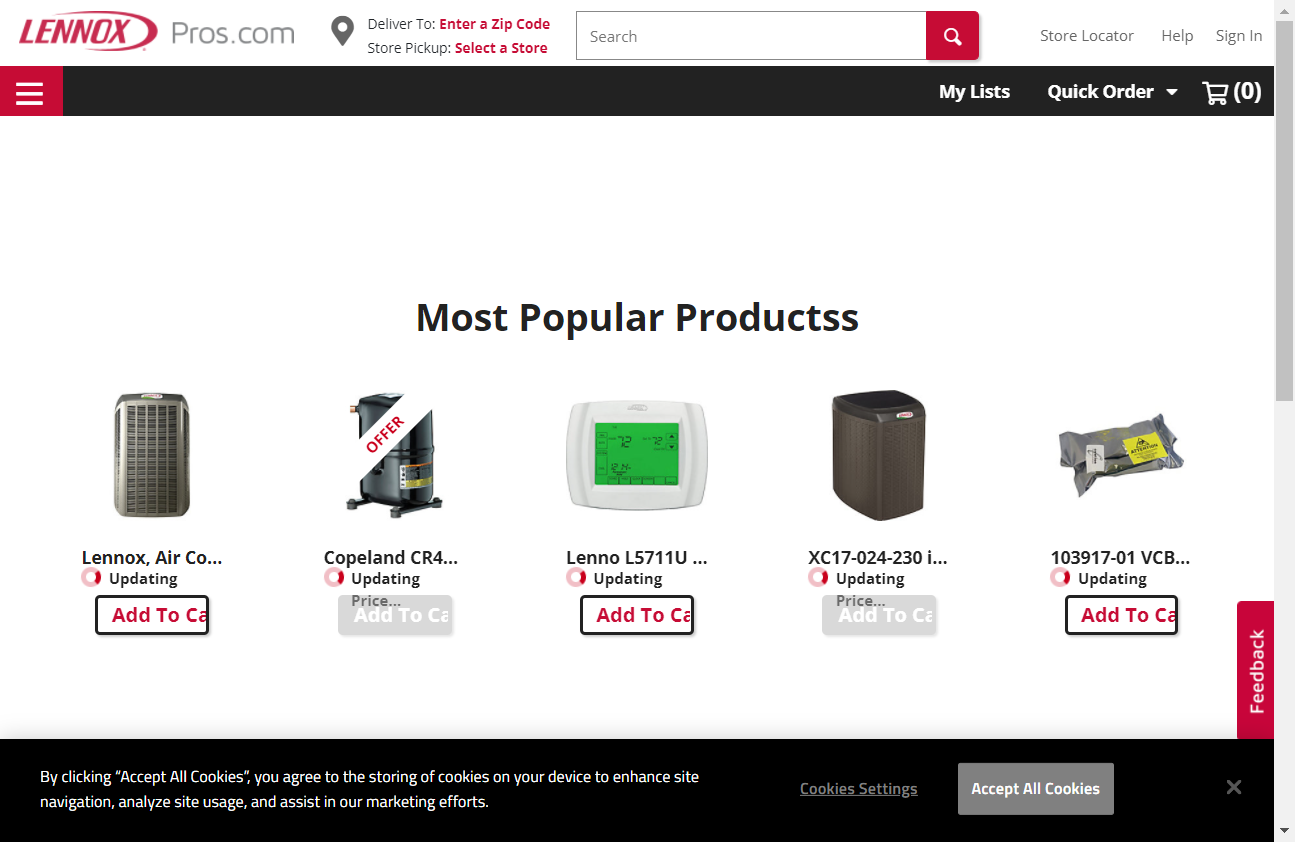 LENNOX Pros.com
Deliver To: Enter a Zip Code
Store Pickup: Select a Store
Search
Store Locator
Help
Sign In
My Lists
Quick Order
(0)
Most Popular Productss
OFFER
72
72
ATTENTION
Lennox, Air Co...
Updating
Add To Ca
Copeland CR4...
Updating
Price...
Add To Ca
Lenno L5711U ...
Updating
Add To Ca
XC17-024-230 i...
Updating
Price...
Add To Ca
103917-01 VCB...
Updating
Add To Ca
Feedback
By clicking “Accept All Cookies”, you agree to the storing of cookies on your device to enhance site
navigation, analyze site usage, and assist in our marketing efforts.
Cookies Settings
Accept All Cookies